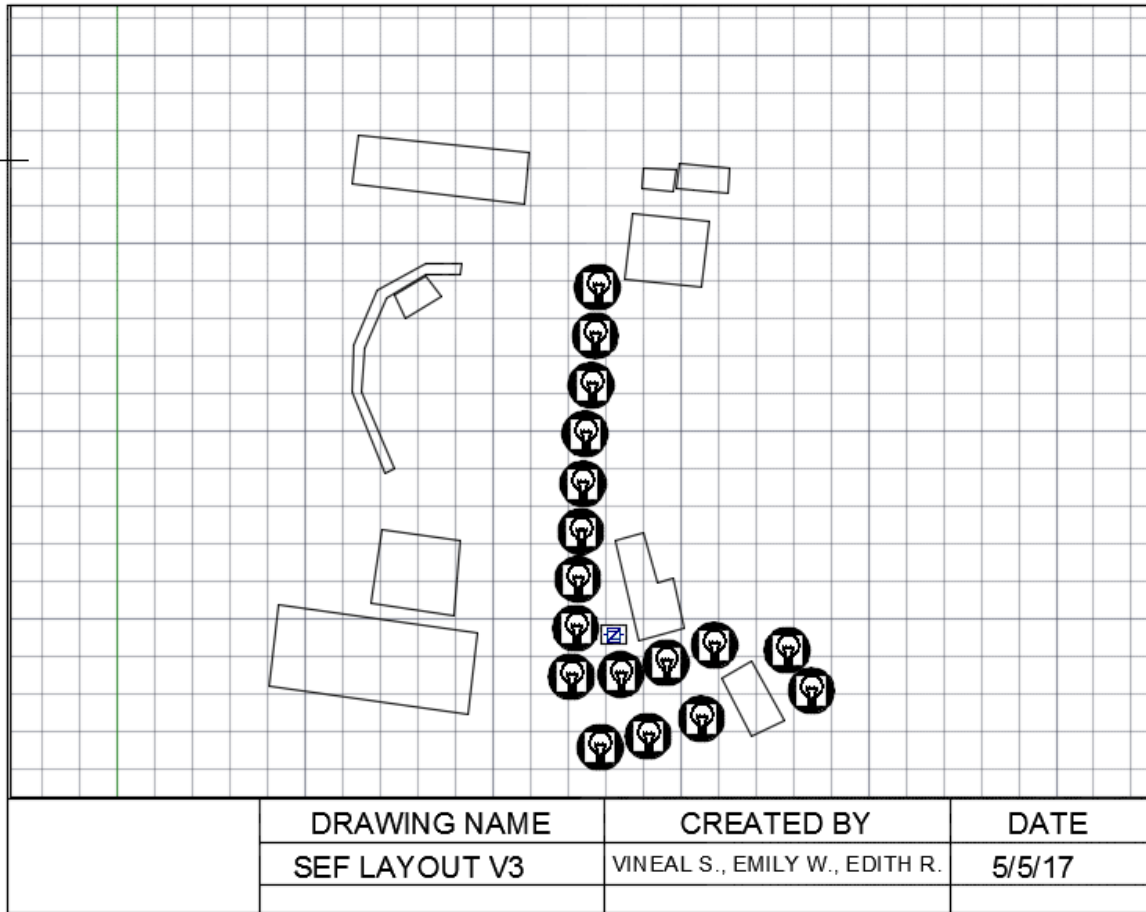 DRAWING NAME
CREATED BY
DATE
SEF LAYOUT V3
VINEAL S., EMILY W., EDITH R.
5/5/17